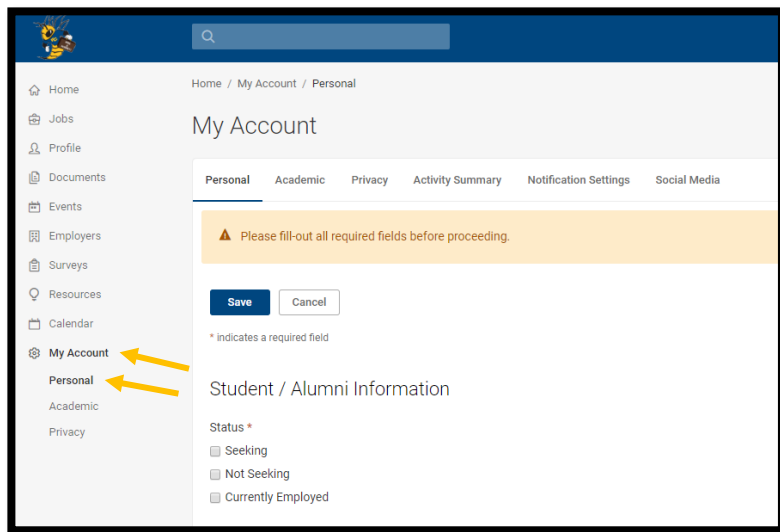 Home
Jobs
Profile
Documents
Events
Employers
Surveys
Resources
Calendar
My Account
Personal
Academic
Privacy
Home / My Account / Personal
My Account
Personal Academic Privacy Activity Summary Notification Settings Social Media
Please fill-out all required fields before proceeding.
Save Cancel
* indicates a required field
Student / Alumni Information
Status *
Seeking
Not Seeking
Currently Employed